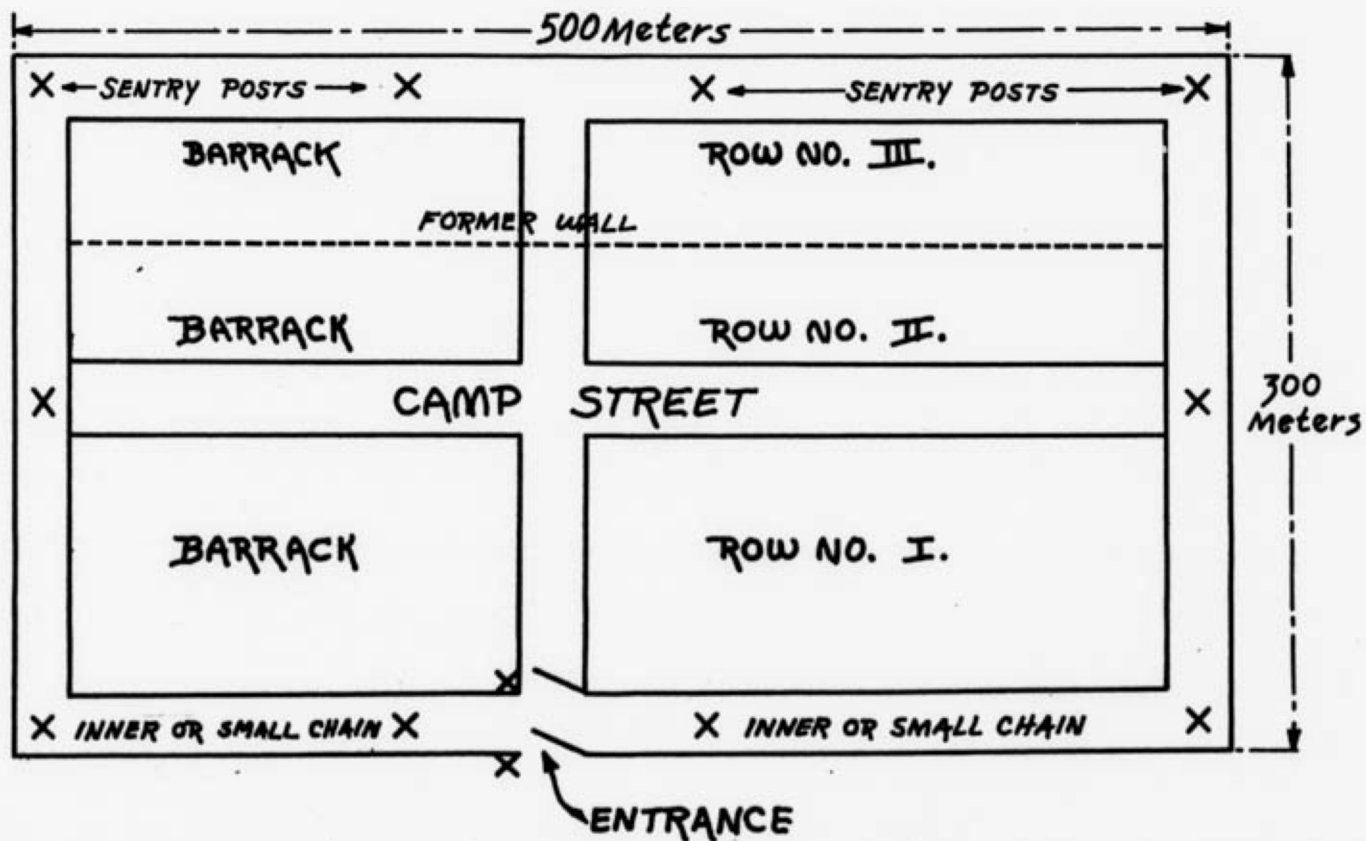 500 Meters
X SENTRY POSTS X X SENTRY POSTS X
BARRACK ROW NO. III.
FORMER WALL
BARRACK ROW NO. II.
X CAMP STREET X
300
Meters
BARRACK ROW NO. I.
X
X INNER OR SMALL CHAIN X X INNER OR SMALL CHAIN X
X
ENTRANCE